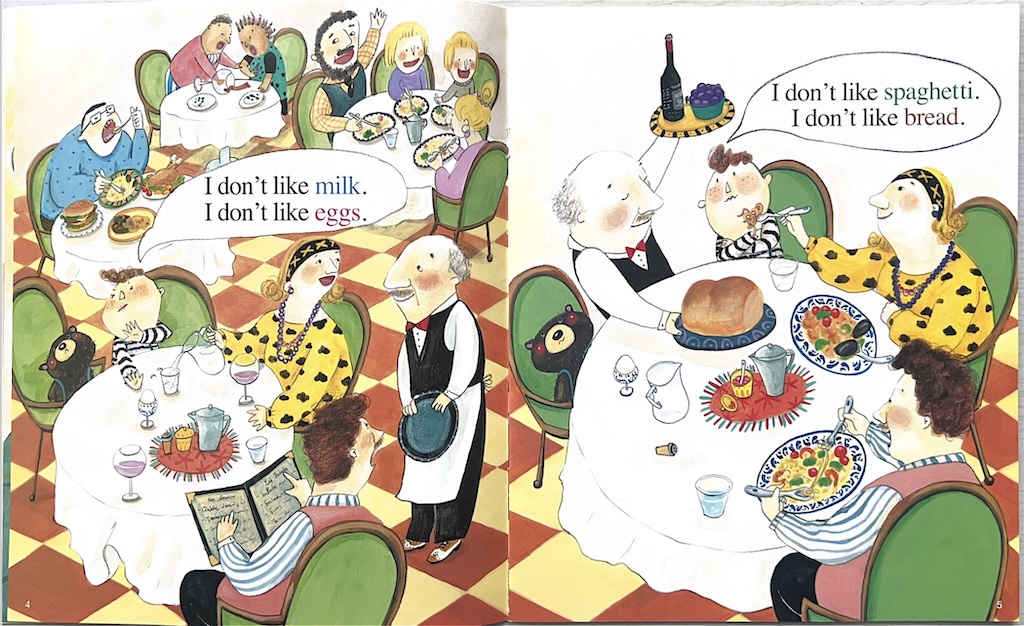 I don't like milk.
I don't like eggs.
4
I don't like spaghetti.
I don't like bread.
5